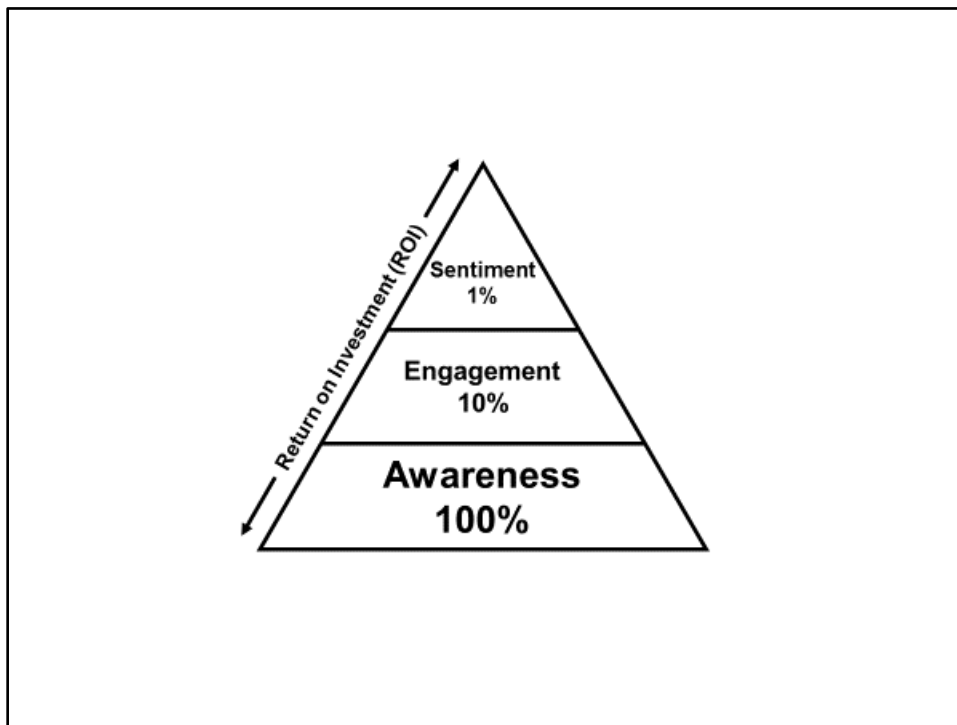 Return on Investment (ROI)
Sentiment
1%
Engagement
10%
Awareness
100%